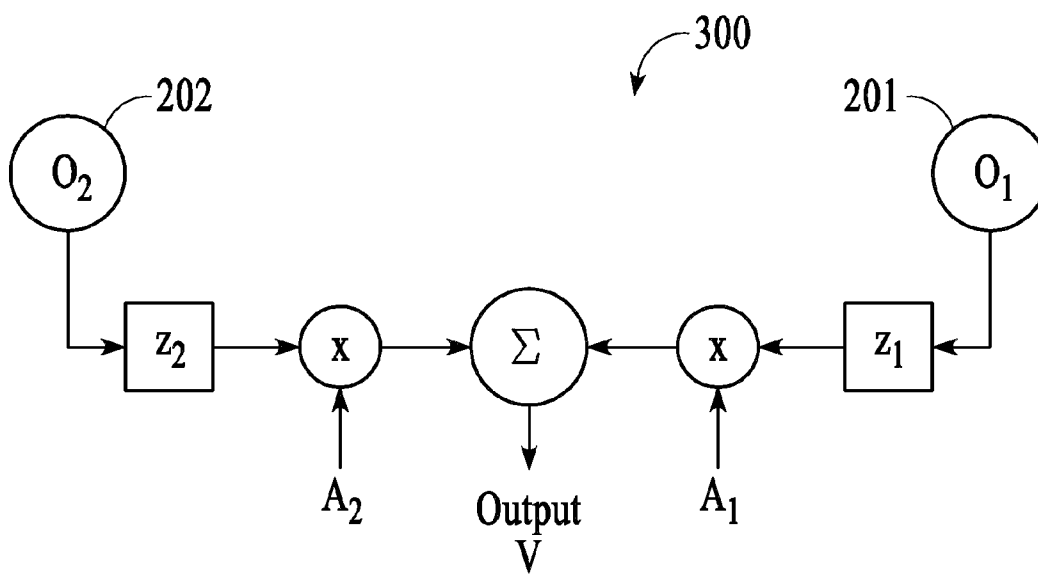 300
202
201
O₂
O₁
z₂
x
Σ
x
z₁
A₂
Output
V
A₁